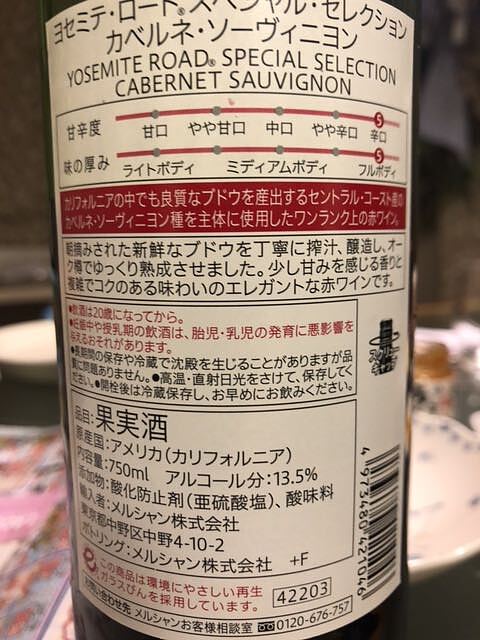 ヨセミテ・ロード® スペシャル・セレクション
カベルネ・ソーヴィニヨン
YOSEMITE ROAD® SPECIAL SELECTION
CABERNET SAUVIGNON
甘辛度
5
甘口 やや甘口 中口 やや辛口 辛口
味の厚み
5
ライトボディ ミディアムボディ フルボディ
カリフォルニアの中でも良質なブドウを産出するセントラル・コースト産の
カベルネ・ソーヴィニヨン種を主体に使用したワンランク上の赤ワイン。
朝摘みされた新鮮なブドウを丁寧に搾汁、醸造し、オー
ク樽でゆっくり熟成させました。少し甘みを感じる香りと
複雑でコクのある味わいのエレガントな赤ワインです。
●飲酒は20歳になってから。
●妊娠中や授乳期の飲酒は、胎児・乳児の発育に悪影響を
与えるおそれがあります。
●長期間の保存や冷蔵で沈殿を生じることがありますが品
質に問題ありません。●高温・直射日光をさけて、保存してく
ださい。●開栓後は冷蔵保存し、お早めにお飲みください。
スクリュー
キャップ
品目:果実酒
原産国:アメリカ(カリフォルニア)
内容量:750ml アルコール分:13.5%
添加物:酸化防止剤(亜硫酸塩)、酸味料
輸入者:メルシャン株式会社
東京都中野区中野4-10-2
ボトリング:メルシャン株式会社 +F
この商品は環境にやさしい再生
ガラスびんを採用しています。
42203
お問い合わせ先 メルシャンお客様相談室 0120-676-757
4 973480 421046